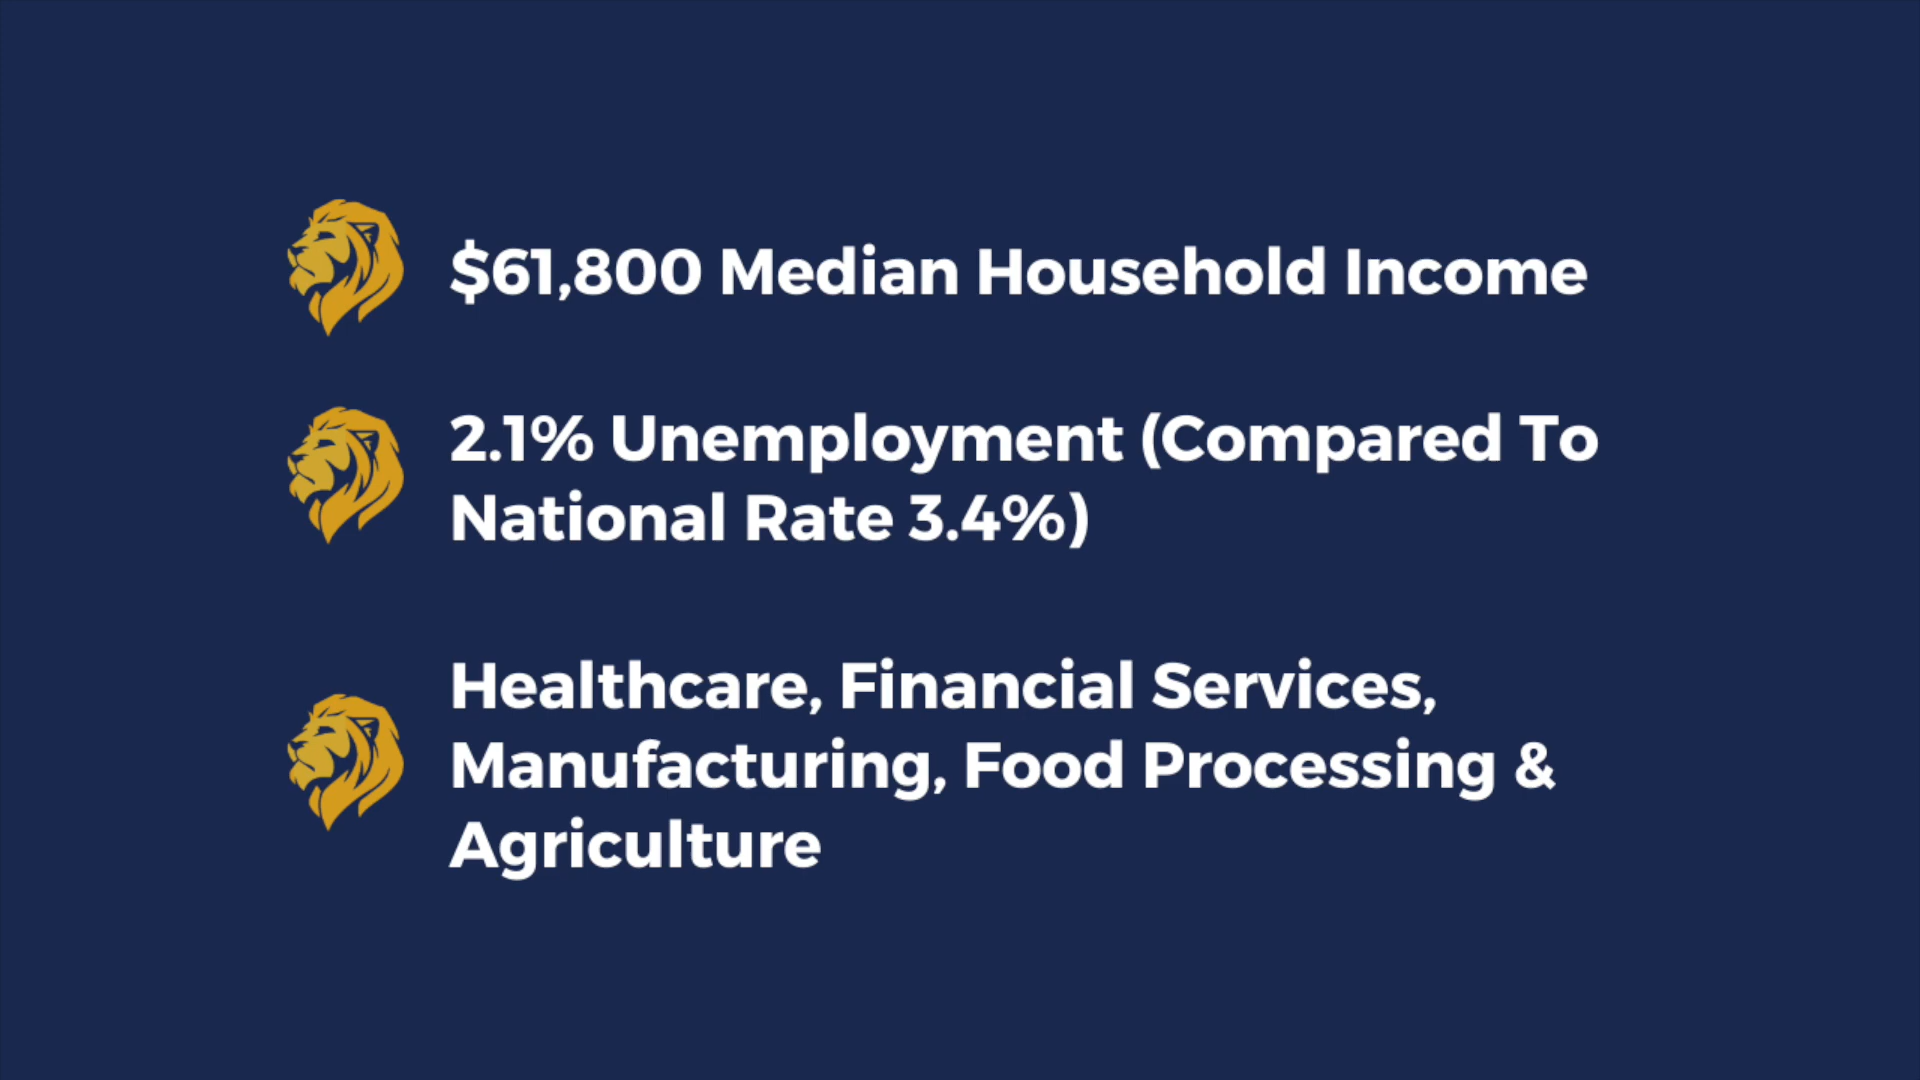 $61,800 Median Household Income
2.1% Unemployment (Compared To
National Rate 3.4%)
Healthcare, Financial Services,
Manufacturing, Food Processing &
Agriculture